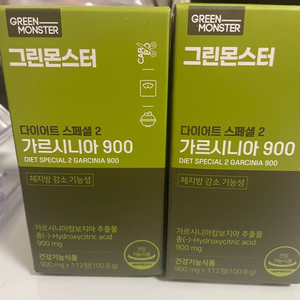 GREEN
MONSTER
그린몬스터
다이어트 스페셜 2
가르시니아 900
DIET SPECIAL 2 GARCINIA 900
체지방 감소 기능성
가르시니아캄보지아 추출물
총(-)-Hydroxycitric acid
900 mg
건강기능식품
900 mg × 112정(100.8 g)
GREEN
MONSTER
그린몬스터
다이어트 스페셜 2
가르시니아 900
DIET SPECIAL 2 GARCINIA 900
체지방 감소 기능성
가르시니아캄보지아 추출물
총(-)-Hydroxycitric acid
900 mg
건강기능식품
900 mg × 112정(100.8 g)